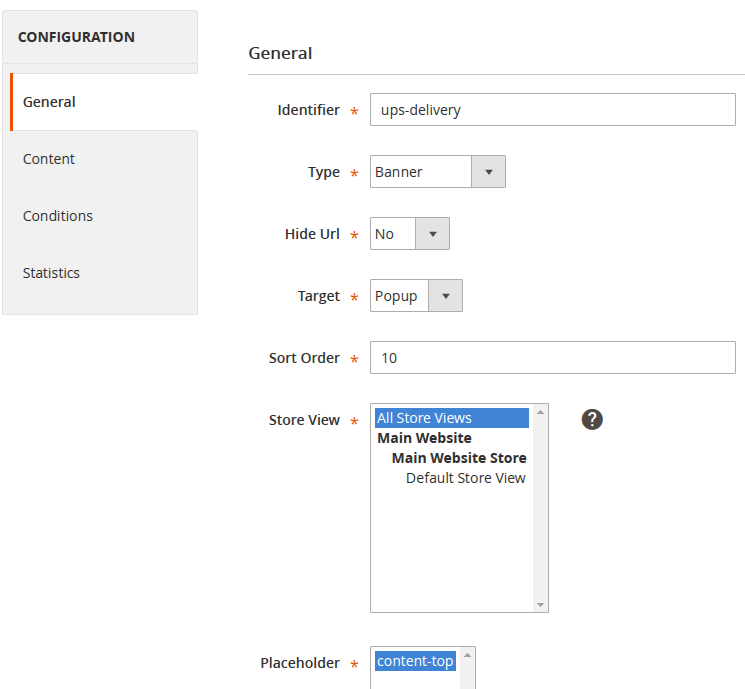 CONFIGURATION
General
Content
Conditions
Statistics
General
Identifier * ups-delivery
Type * Banner
Hide Url * No
Target * Popup
Sort Order * 10
Store View * All Store Views ?
Main Website
Main Website Store
Default Store View
Placeholder * content-top